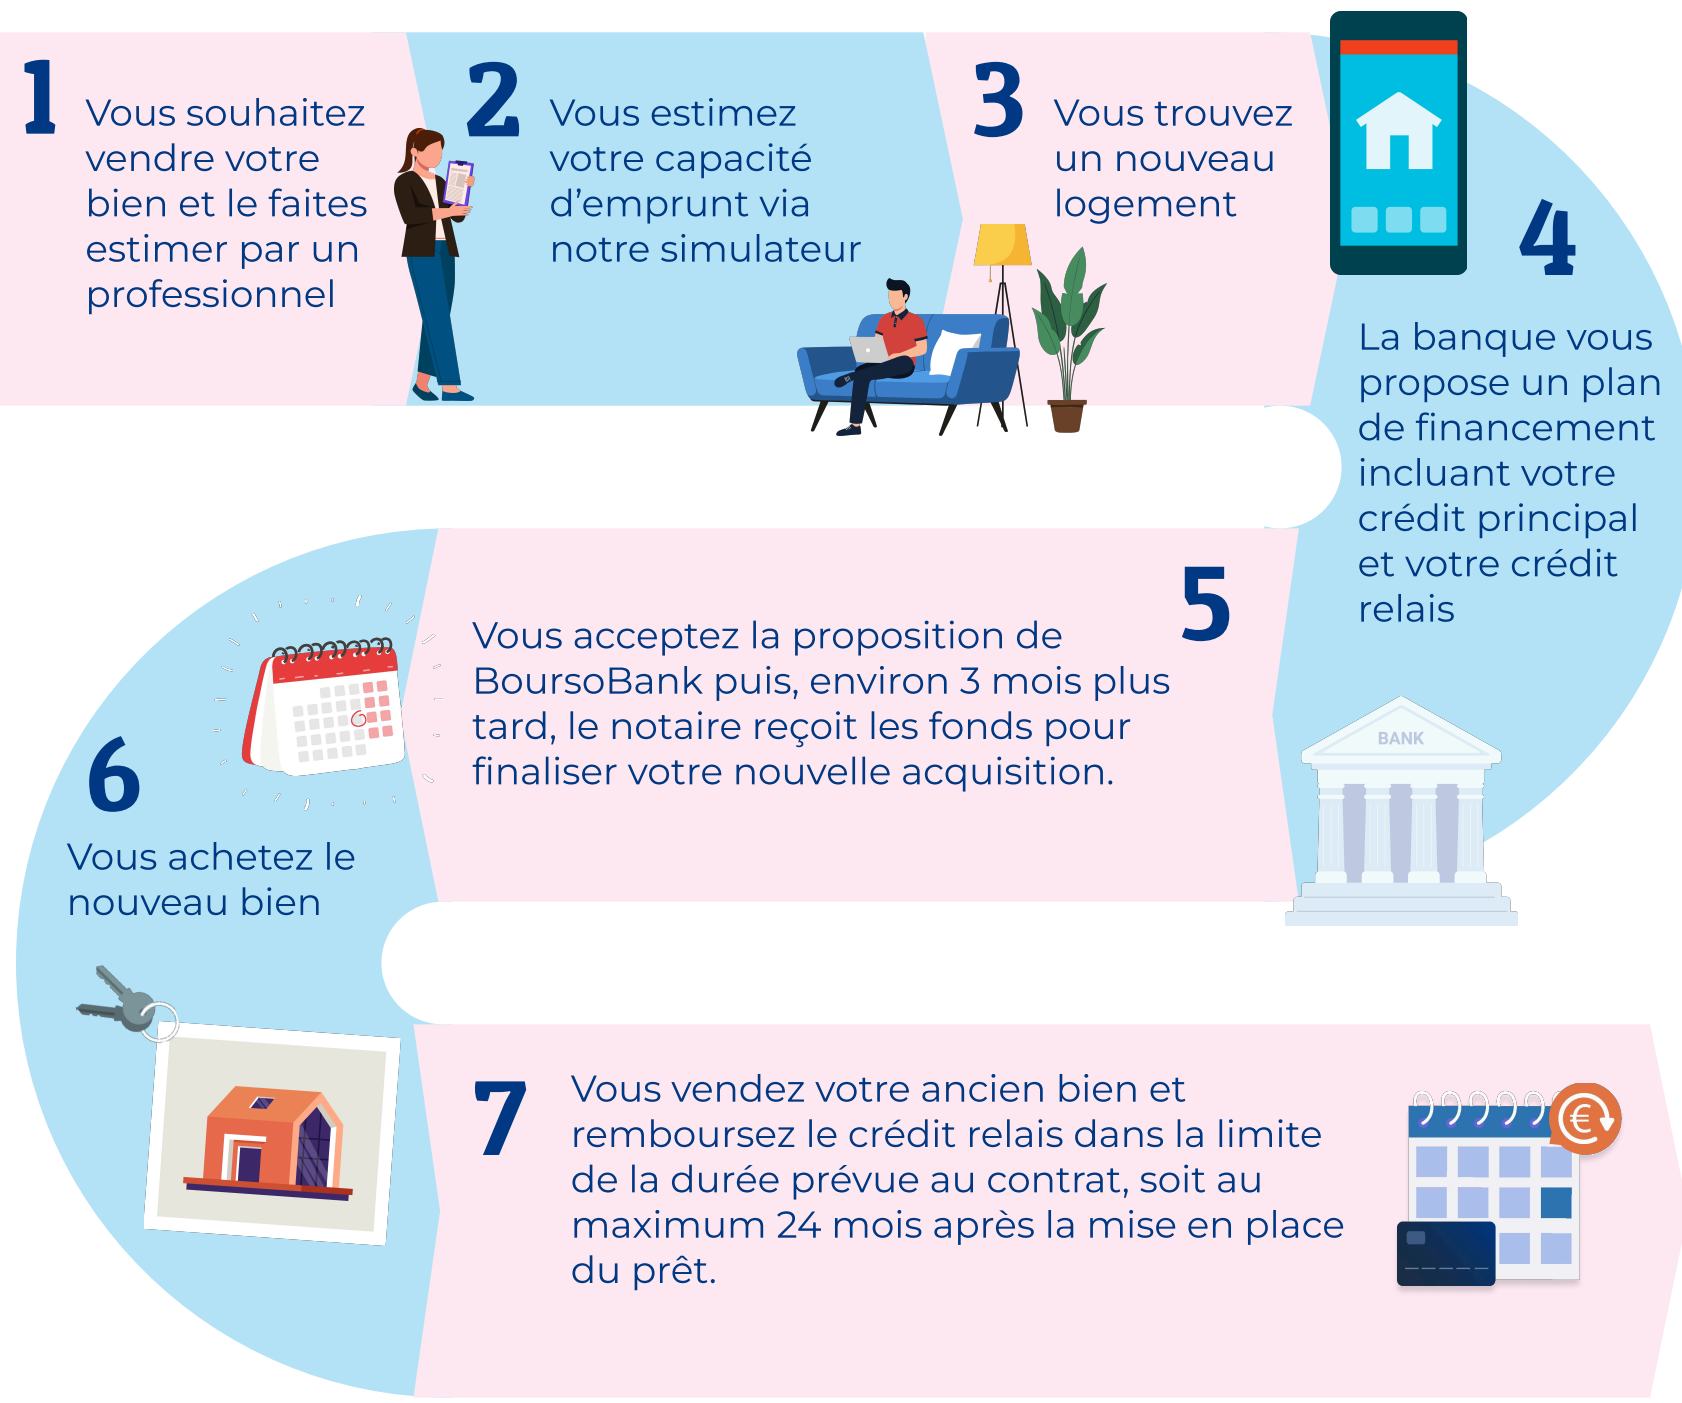 1
Vous souhaitez
vendre votre
bien et le faites
estimer par un
professionnel
2
Vous estimez
votre capacité
d’emprunt via
notre simulateur
3
Vous trouvez
un nouveau
logement
4
La banque vous
propose un plan
de financement
incluant votre
crédit principal
et votre crédit
relais
BANK
5
Vous acceptez la proposition de
BoursoBank puis, environ 3 mois plus
tard, le notaire reçoit les fonds pour
finaliser votre nouvelle acquisition.
6
Vous achetez le
nouveau bien
7
Vous vendez votre ancien bien et
remboursez le crédit relais dans la limite
de la durée prévue au contrat, soit au
maximum 24 mois après la mise en place
du prêt.
€